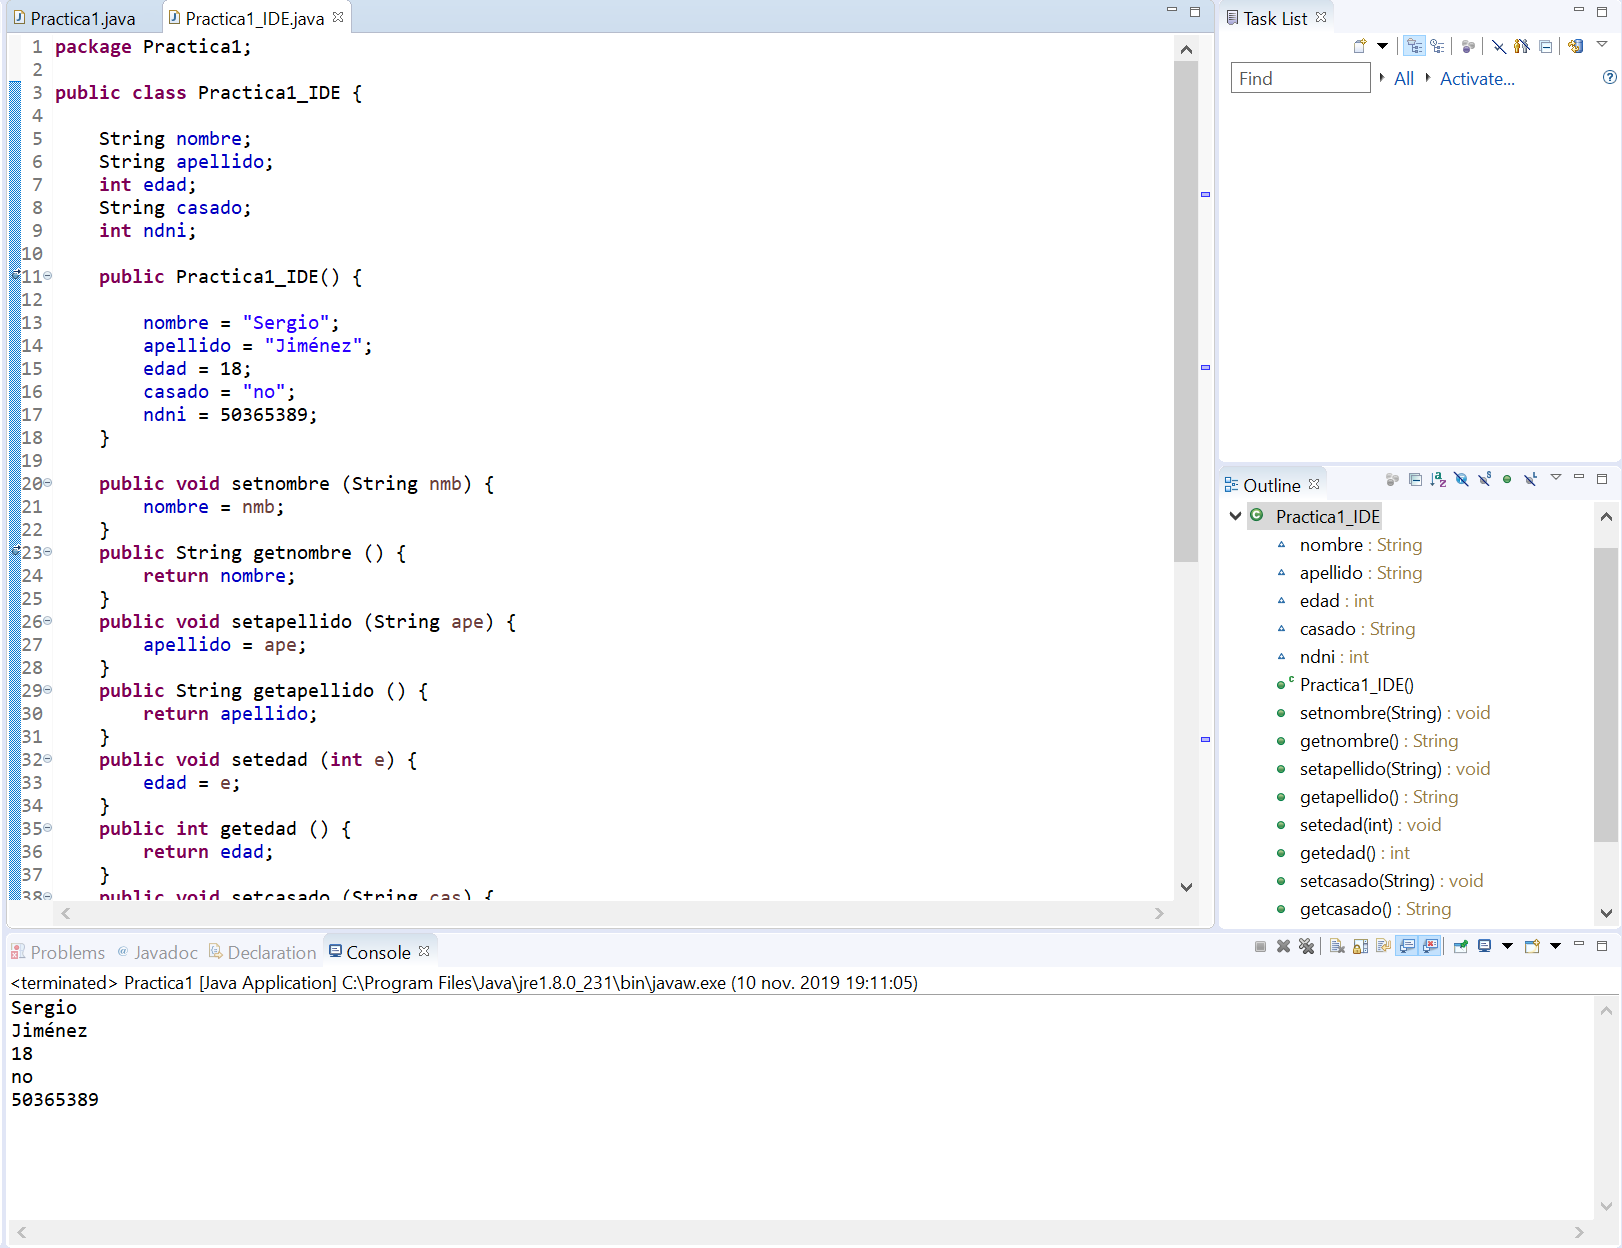 Practica1.java
Practica1_IDE.java
1 package Practica1;
2
3 public class Practica1_IDE {
4
5     String nombre;
6     String apellido;
7     int edad;
8     String casado;
9     int ndni;
10
11     public Practica1_IDE() {
12
13         nombre = "Sergio";
14         apellido = "Jiménez";
15         edad = 18;
16         casado = "no";
17         ndni = 50365389;
18     }
19
20     public void setnombre (String nmb) {
21         nombre = nmb;
22     }
23     public String getnombre () {
24         return nombre;
25     }
26     public void setapellido (String ape) {
27         apellido = ape;
28     }
29     public String getapellido () {
30         return apellido;
31     }
32     public void setedad (int e) {
33         edad = e;
34     }
35     public int getedad () {
36         return edad;
37     }
38     public void setcasado (String cas) {
Task List
Find
All
Activate...
Outline
Practica1_IDE
nombre : String
apellido : String
edad : int
casado : String
ndni : int
Practica1_IDE()
setnombre(String) : void
getnombre() : String
setapellido(String) : void
getapellido() : String
setedad(int) : void
getedad() : int
setcasado(String) : void
getcasado() : String
Problems
@ Javadoc
Declaration
Console
<terminated> Practica1 [Java Application] C:\Program Files\Java\jre1.8.0_231\bin\javaw.exe (10 nov. 2019 19:11:05)
Sergio
Jiménez
18
no
50365389